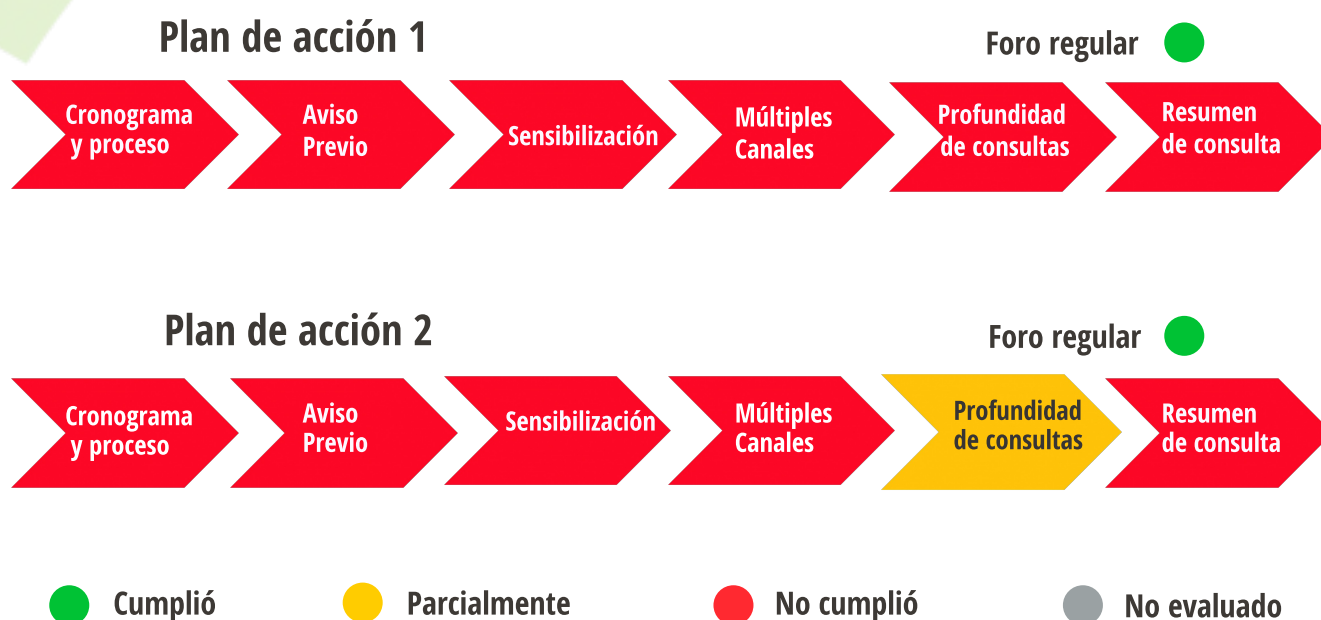 Plan de acción 1
Foro regular
Cronograma
y proceso
Aviso
Previo
Sensibilización
Múltiples
Canales
Profundidad
de consultas
Resumen
de consulta
Plan de acción 2
Foro regular
Cronograma
y proceso
Aviso
Previo
Sensibilización
Múltiples
Canales
Profundidad
de consultas
Resumen
de consulta
Cumplió
Parcialmente
No cumplió
No evaluado